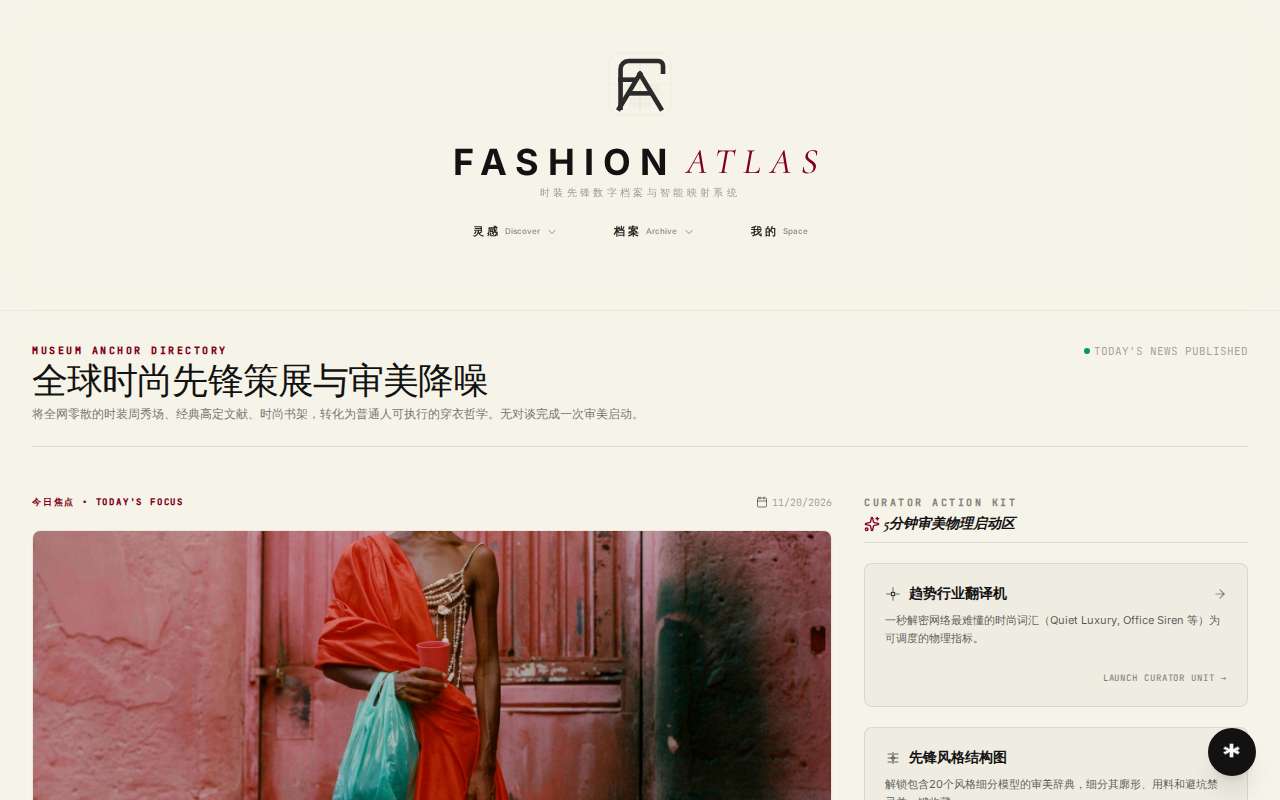 FASHION ATLAS
时装先锋数字档案与智能映射系统
灵感 Discover
档案 Archive
我的 Space
MUSEUM ANCHOR DIRECTORY
TODAY'S NEWS PUBLISHED
全球时尚先锋策展与审美降噪
将全网零散的时装周秀场、经典高定文献、时尚书架，转化为普通人可执行的穿衣哲学。无对谈完成一次审美启动。
今日焦点 • TODAY'S FOCUS
11/20/2026
CURATOR ACTION KIT
5分钟审美物理启动区
趋势行业翻译机
一秒解密网络最难懂的时尚词汇（Quiet Luxury, Office Siren 等）为
可调度的物理指标。
LAUNCH CURATOR UNIT →
先锋风格结构图
解锁包含20个风格细分模型的审美辞典，细分其廓形、用料和避坑禁